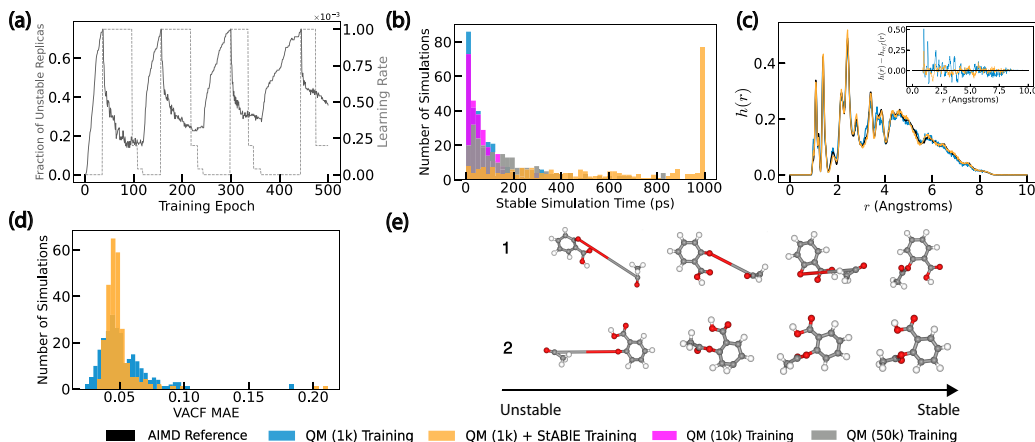 (a)
×10⁻³
Fraction of Unstable Replicas
0.6
0.4
0.2
0.0
1.00
0.75
0.50
0.25
0.00
Learning Rate
0 100 200 300 400 500
Training Epoch
(b)
Number of Simulations
80
60
40
20
0
0 200 400 600 800 1000
Stable Simulation Time (ps)
(c)
h(r)
0.4
0.2
0.0
0 2 4 6 8 10
r (Angstroms)
h(r) − h_ref(r)
0.50
0.25
0.00
0.0 2.5 5.0 7.5 10.0
r (Angstroms)
(d)
Number of Simulations
60
40
20
0
0.05 0.10 0.15 0.20
VACF MAE
(e)
1
2
Unstable Stable
AIMD Reference QM (1k) Training QM (1k) + StABlE Training QM (10k) Training QM (50k) Training